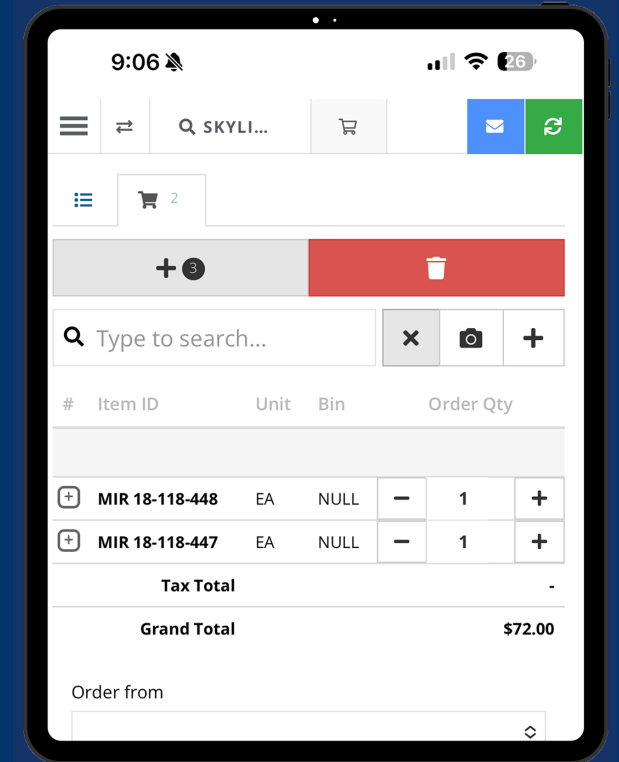 9:06 26
SKYLI...
2
3
Type to search...
# Item ID Unit Bin Order Qty
MIR 18-118-448 EA NULL 1
MIR 18-118-447 EA NULL 1
Tax Total -
Grand Total $72.00
Order from